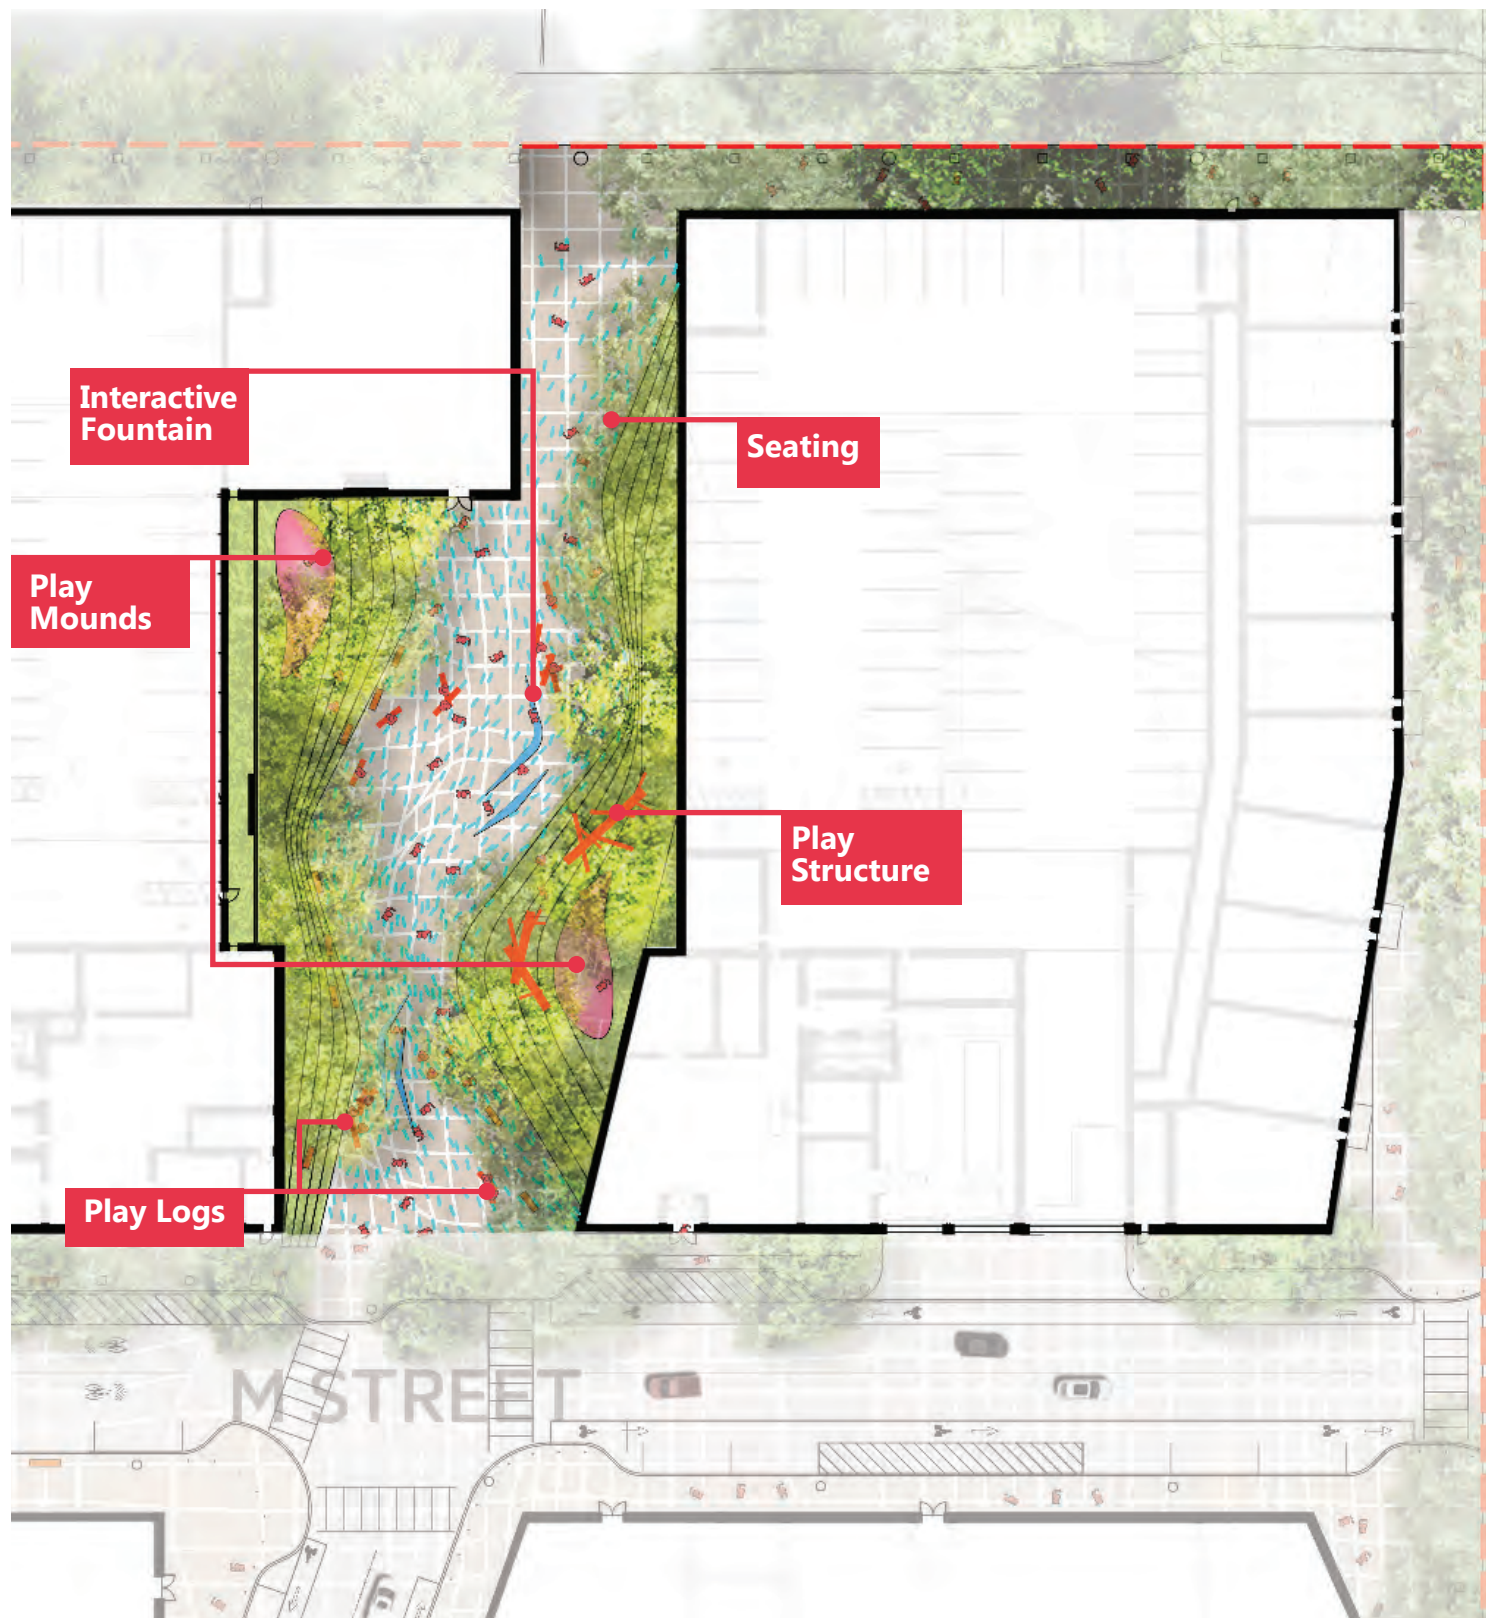 Interactive
Fountain
Seating
Play
Mounds
Play
Structure
Play Logs
M STREET